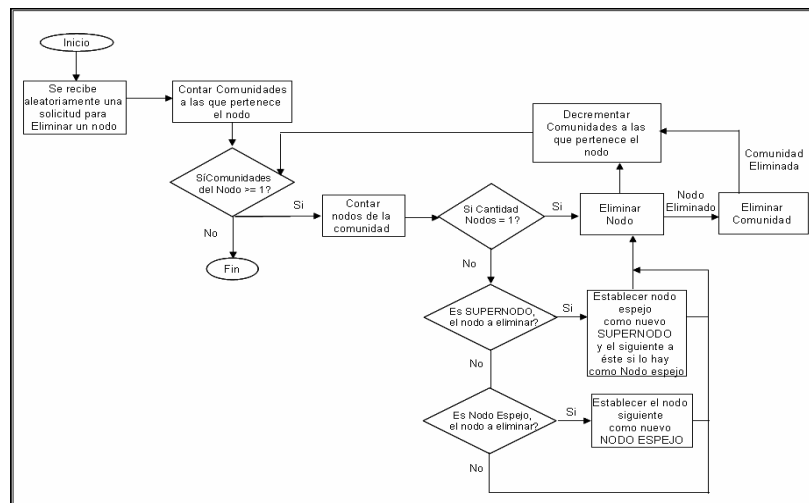 Inicio
Se recibe
aleatoriamente una
solicitud para
Eliminar un nodo
Contar Comunidades
a las que pertenece
el nodo
SíComunidades
del Nodo >= 1?
Si
No
Fin
Contar
nodos de la
comunidad
Si Cantidad
Nodos = 1?
Si
No
Eliminar
Nodo
Nodo
Eliminado
Eliminar
Comunidad
Comunidad
Eliminada
Decrementar
Comunidades a las
que pertenece el
nodo
Es SUPERNODO,
el nodo a eliminar?
Si
No
Establecer nodo
espejo
como nuevo
SUPERNODO
y el siguiente a
éste si lo hay
como Nodo espejo
Es Nodo Espejo,
el nodo a eliminar?
Si
No
Establecer el nodo
siguiente
como nuevo
NODO ESPEJO